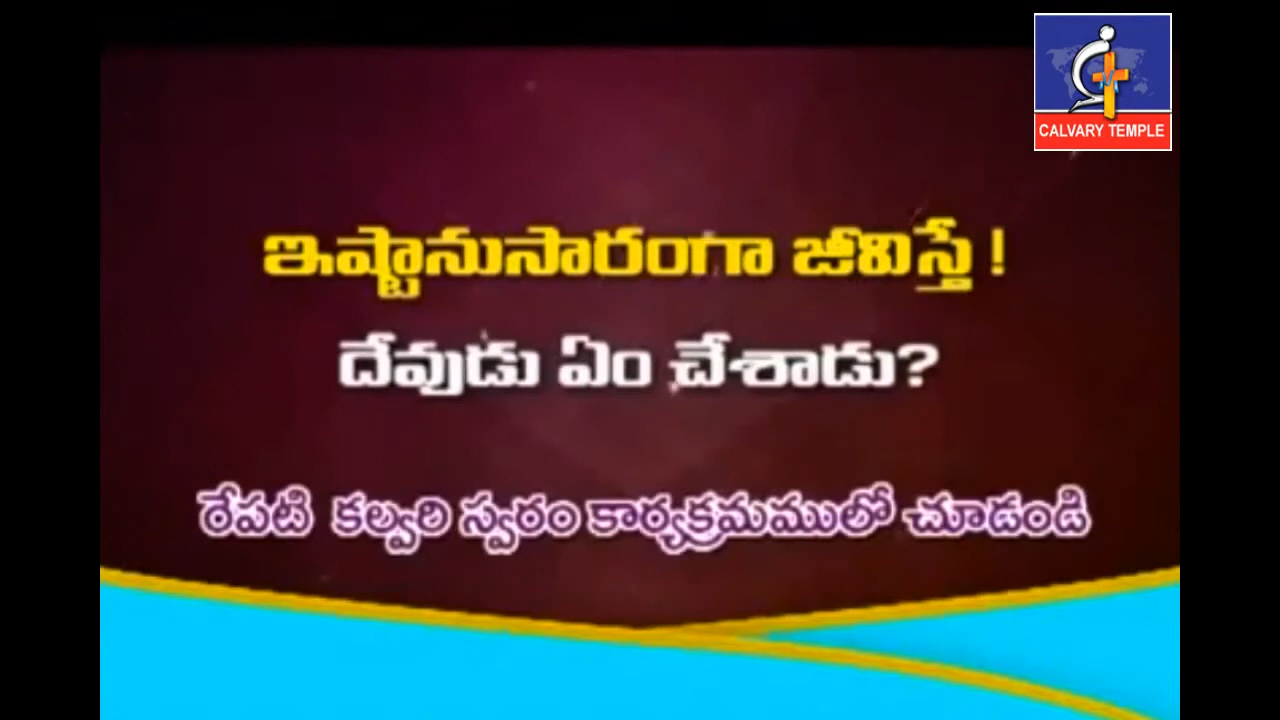 CALVARY TEMPLE
ఇష్టానుసారంగా జీవిస్తే !
దేవుడు ఏం చేశాడు?
రేపటి కల్వరి స్వరం కార్యక్రమములో చూడండి